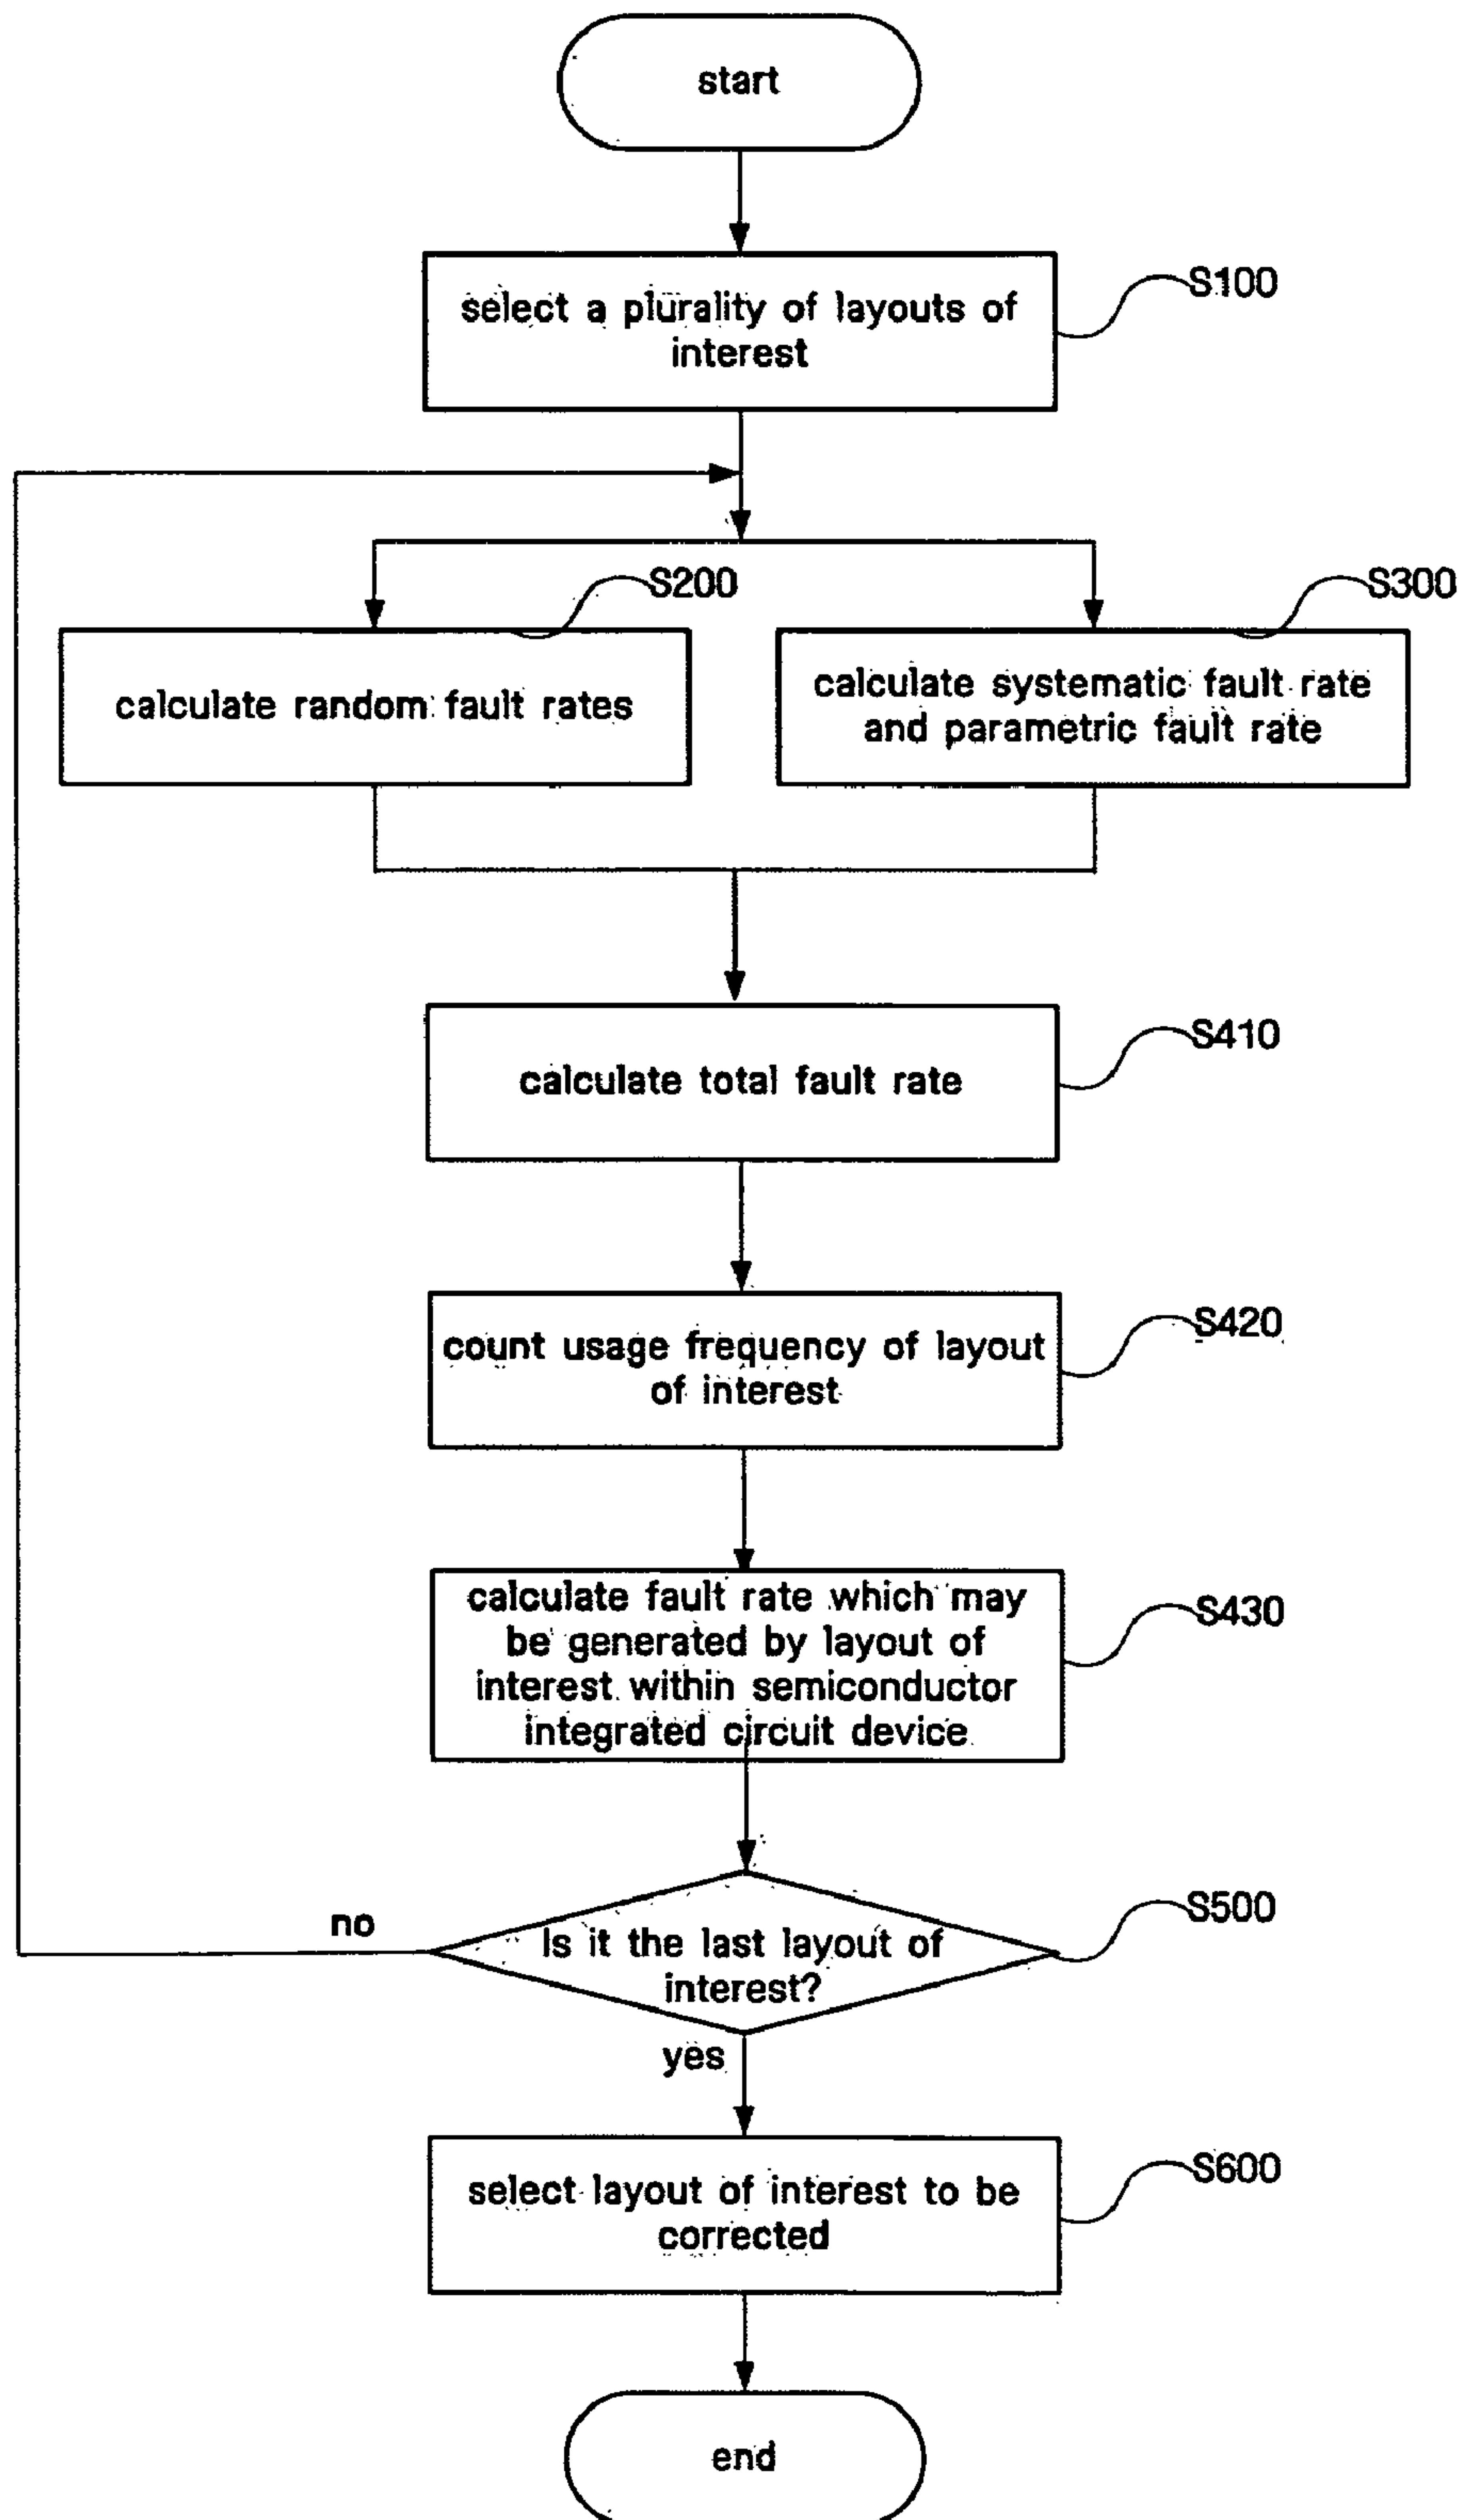 start
select a plurality of layouts of
interest
S100
S200
S300
calculate random fault rates
calculate systematic fault rate
and parametric fault rate
calculate total fault rate
S410
count usage frequency of layout
of interest
S420
calculate fault rate which may
be generated by layout of
interest within semiconductor
integrated circuit device
S430
no
Is it the last layout of
interest?
S500
yes
select layout of interest to be
corrected
S600
end